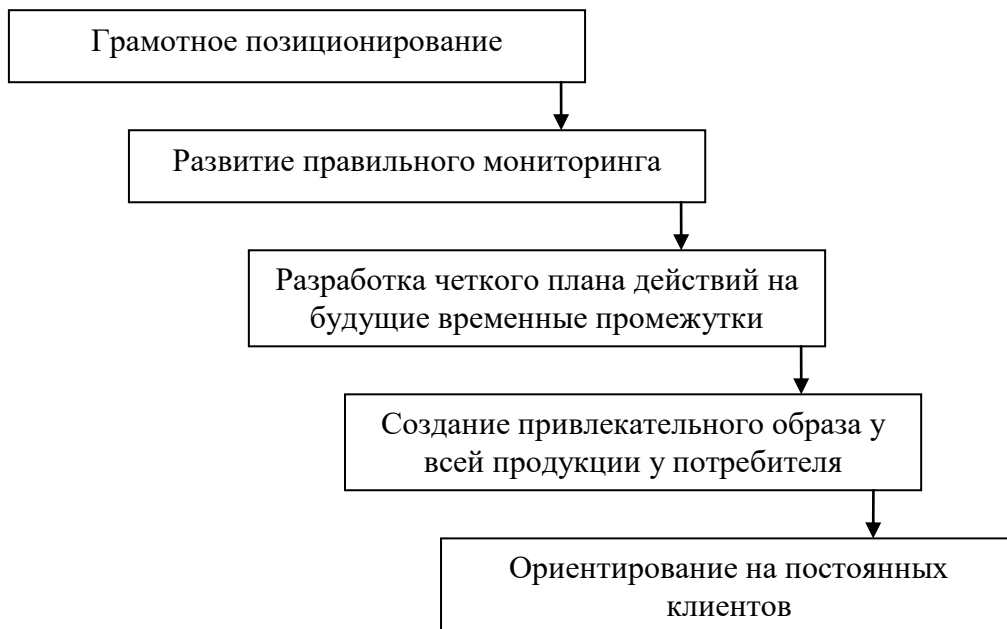 Грамотное позиционирование
Развитие правильного мониторинга
Разработка четкого плана действий на
будущие временные промежутки
Создание привлекательного образа у
всей продукции у потребителя
Ориентирование на постоянных
клиентов